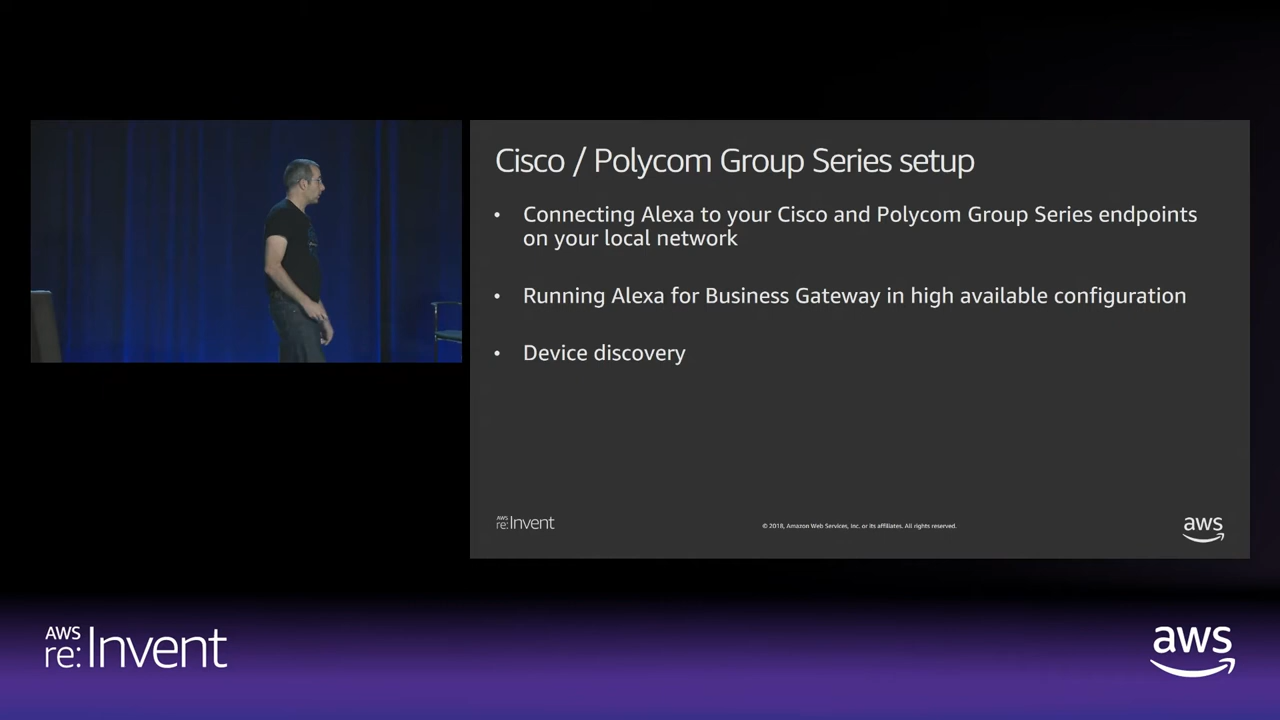 Cisco / Polycom Group Series setup
• Connecting Alexa to your Cisco and Polycom Group Series endpoints
on your local network
• Running Alexa for Business Gateway in high available configuration
• Device discovery
AWS
re:Invent
© 2018, Amazon Web Services, Inc. or its affiliates. All rights reserved.
aws
AWS
re:Invent
aws